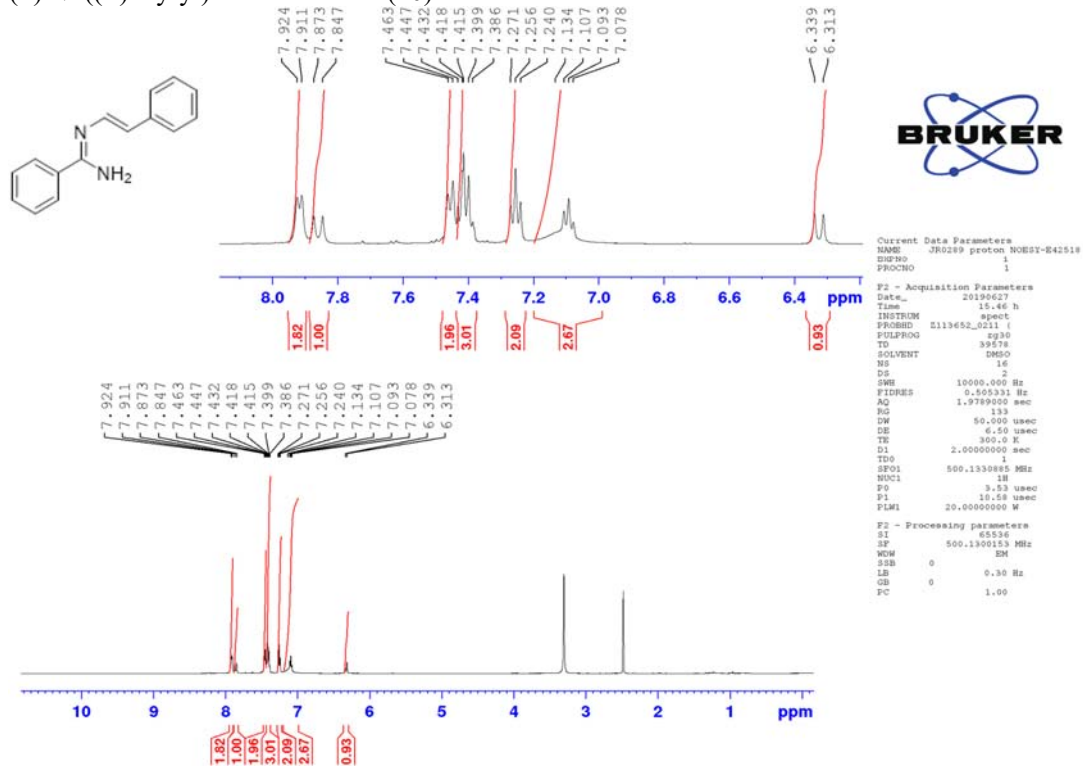 7.924
7.911
7.873
7.847
7.463
7.447
7.432
7.418
7.415
7.399
7.386
7.271
7.256
7.240
7.134
7.107
7.093
7.078
6.339
6.313
N
NH2
BRUKER
8.0 7.8 7.6 7.4 7.2 7.0 6.8 6.6 6.4 ppm
1.82
1.00
1.96
3.01
2.09
2.67
0.93
Current Data Parameters
NAME JR0289 proton NOESY-E42518
EXPNO 1
PROCNO 1
F2 - Acquisition Parameters
Date_ 20190627
Time 15.46 h
INSTRUM spect
PROBHD Z113652_0211 (
PULPROG zg30
TD 39578
SOLVENT DMSO
NS 16
DS 2
SWH 10000.000 Hz
FIDRES 0.505331 Hz
AQ 1.9789000 sec
RG 133
DW 50.000 usec
DE 6.50 usec
TE 300.0 K
D1 2.00000000 sec
TD0 1
SFO1 500.1330885 MHz
NUC1 1H
P0 3.53 usec
P1 10.58 usec
PLW1 20.00000000 W
F2 - Processing parameters
SI 65536
SF 500.1300153 MHz
WDW EM
SSB 0
LB 0.30 Hz
GB 0
PC 1.00
7.924
7.911
7.873
7.847
7.463
7.447
7.432
7.418
7.415
7.399
7.386
7.271
7.256
7.240
7.134
7.107
7.093
7.078
6.339
6.313
10 9 8 7 6 5 4 3 2 1 ppm
1.82
1.00
1.96
3.01
2.09
2.67
0.93